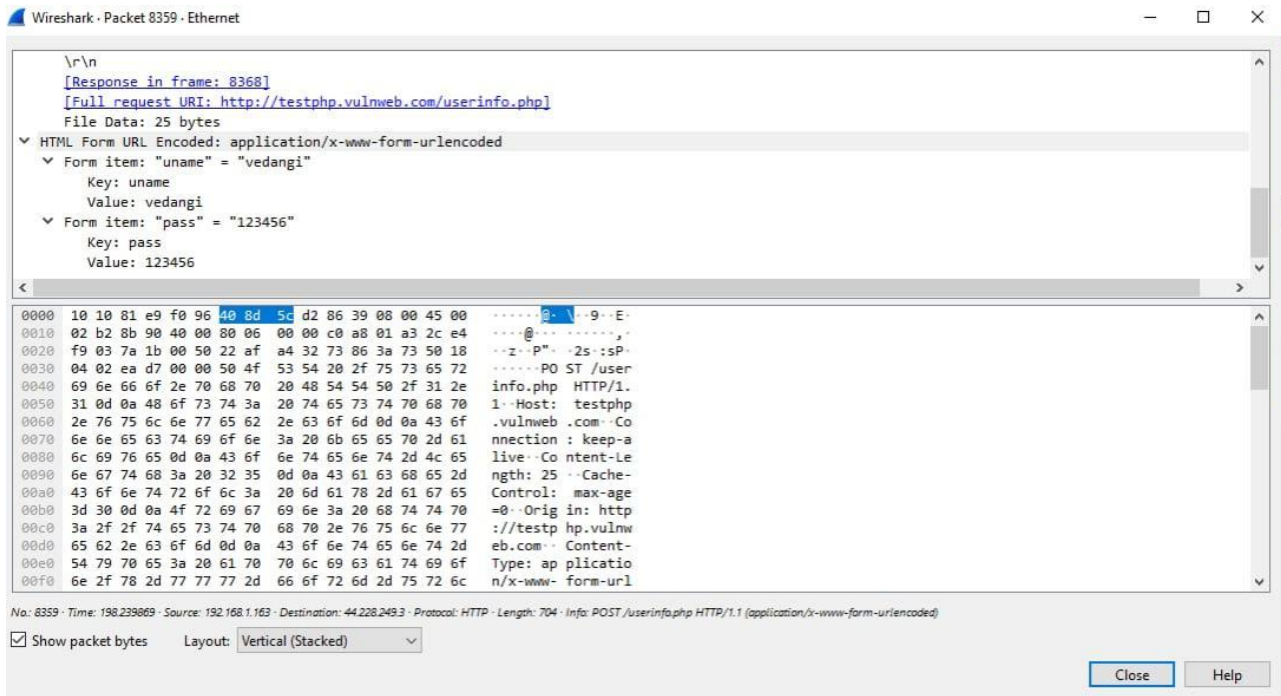 Wireshark · Packet 8359 · Ethernet
\r\n
[Response in frame: 8368]
[Full request URI: http://testphp.vulnweb.com/userinfo.php]
File Data: 25 bytes
HTML Form URL Encoded: application/x-www-form-urlencoded
Form item: "uname" = "vedangi"
Key: uname
Value: vedangi
Form item: "pass" = "123456"
Key: pass
Value: 123456
0000 10 10 81 e9 f0 96 40 8d 5c d2 86 39 08 00 45 00 ······@· \··9··E·
0010 02 b2 8b 90 40 00 80 06 00 00 c0 a8 01 a3 2c e4 ····@··· ······,·
0020 f9 03 7a 1b 00 50 22 af a4 32 73 86 3a 73 50 18 ··z··P"· ·2s·:sP·
0030 04 02 ea d7 00 00 50 4f 53 54 20 2f 75 73 65 72 ······PO ST /user
0040 69 6e 66 6f 2e 70 68 70 20 48 54 54 50 2f 31 2e info.php HTTP/1.
0050 31 0d 0a 48 6f 73 74 3a 20 74 65 73 74 70 68 70 1··Host: testphp
0060 2e 76 75 6c 6e 77 65 62 2e 63 6f 6d 0d 0a 43 6f .vulnweb .com··Co
0070 6e 6e 65 63 74 69 6f 6e 3a 20 6b 65 65 70 2d 61 nnection : keep-a
0080 6c 69 76 65 0d 0a 43 6f 6e 74 65 6e 74 2d 4c 65 live··Co ntent-Le
0090 6e 67 74 68 3a 20 32 35 0d 0a 43 61 63 68 65 2d ngth: 25 ··Cache-
00a0 43 6f 6e 74 72 6f 6c 3a 20 6d 61 78 2d 61 67 65 Control: max-age
00b0 3d 30 0d 0a 4f 72 69 67 69 6e 3a 20 68 74 74 70 =0··Orig in: http
00c0 3a 2f 2f 74 65 73 74 70 68 70 2e 76 75 6c 6e 77 ://testp hp.vulnw
00d0 65 62 2e 63 6f 6d 0d 0a 43 6f 6e 74 65 6e 74 2d eb.com·· Content-
00e0 54 79 70 65 3a 20 61 70 70 6c 69 63 61 74 69 6f Type: ap plicatio
00f0 6e 2f 78 2d 77 77 77 2d 66 6f 72 6d 2d 75 72 6c n/x-www- form-url
No.: 8359 · Time: 198.239869 · Source: 192.168.1.163 · Destination: 44.228.249.3 · Protocol: HTTP · Length: 704 · Info: POST /userinfo.php HTTP/1.1 (application/x-www-form-urlencoded)
Show packet bytes Layout: Vertical (Stacked)
Close Help